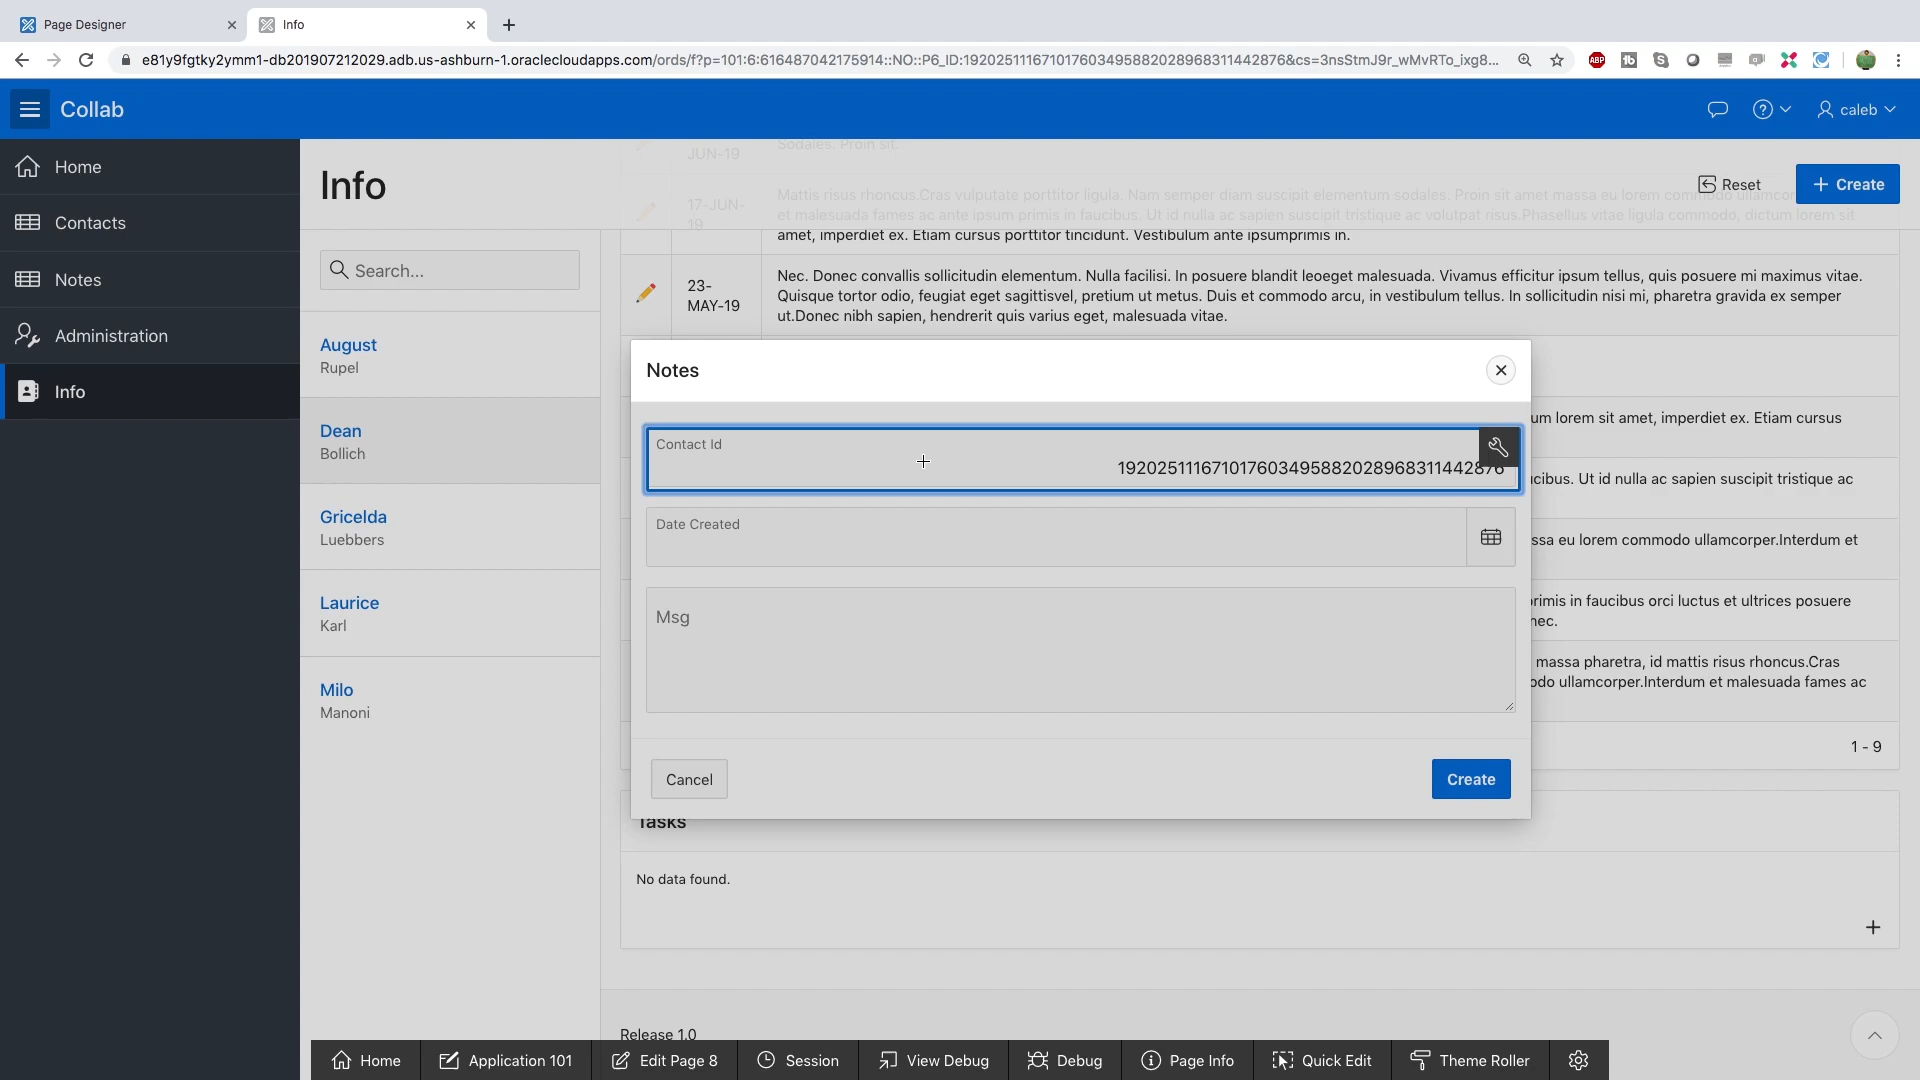 Page Designer
Info
e81y9fgtky2ymm1-db201907212029.adb.us-ashburn-1.oraclecloudapps.com/ords/f?p=101:6:616487042175914::NO::P6_ID:192025111671017603495882028968311442876&cs=3nsStmJ9r_wMvRTo_ixg8...
ABP
Collab
caleb
Home
Contacts
Notes
Administration
Info
Info
Reset
Create
Search...
August
Rupel
Dean
Bollich
Gricelda
Luebbers
Laurice
Karl
Milo
Manoni
JUN-19
Sodales. Proin sit.
17-JUN-
19
Mattis risus rhoncus.Cras vulputate porttitor ligula. Nam semper diam suscipit elementum sodales. Proin sit amet massa eu lorem commodo ullamcor
et malesuada fames ac ante ipsum primis in faucibus. Ut id nulla ac sapien suscipit tristique ac volutpat risus.Phasellus vitae ligula commodo, dictum lorem sit
amet, imperdiet ex. Etiam cursus porttitor tincidunt. Vestibulum ante ipsumprimis in.
23-
MAY-19
Nec. Donec convallis sollicitudin elementum. Nulla facilisi. In posuere blandit leoeget malesuada. Vivamus efficitur ipsum tellus, quis posuere mi maximus vitae.
Quisque tortor odio, feugiat eget sagittisvel, pretium ut metus. Duis et commodo arcu, in vestibulum tellus. In sollicitudin nisi mi, pharetra gravida ex semper
ut.Donec nibh sapien, hendrerit quis varius eget, malesuada vitae.
um lorem sit amet, imperdiet ex. Etiam cursus
cibus. Ut id nulla ac sapien suscipit tristique ac
ssa eu lorem commodo ullamcorper.Interdum et
rimis in faucibus orci luctus et ultrices posuere
nec.
massa pharetra, id mattis risus rhoncus.Cras
odo ullamcorper.Interdum et malesuada fames ac
1 - 9
Notes
Contact Id
192025111671017603495882028968311442876
Date Created
Msg
Cancel
Create
Tasks
No data found.
Release 1.0
Home
Application 101
Edit Page 8
Session
View Debug
Debug
Page Info
Quick Edit
Theme Roller